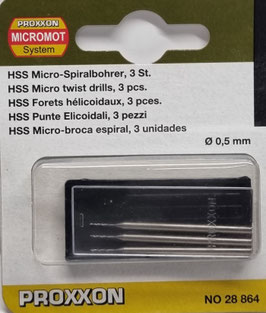 PROXXON
MICROMOT
System
HSS Micro-Spiralbohrer, 3 St.
HSS Micro twist drills, 3 pcs.
HSS Forets hélicoidaux, 3 pces.
HSS Punte Elicoidali, 3 pezzi
HSS Micro-broca espiral, 3 unidades
Ø 0,5 mm
PROXXON
PROXXON
NO 28 864